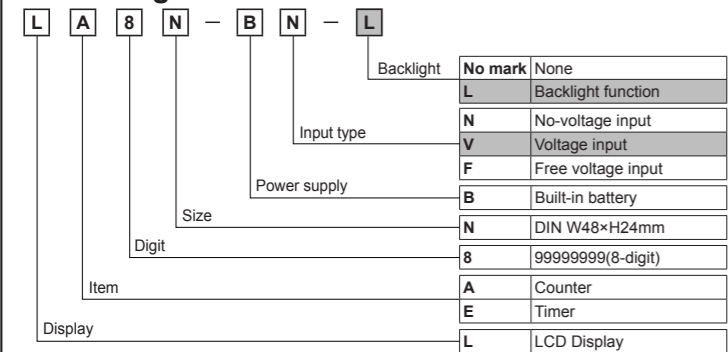 L A 8 N - B N - L
Backlight No mark None
L Backlight function
Input type
N No-voltage input
V Voltage input
F Free voltage input
Power supply
B Built-in battery
Size
N DIN W48×H24mm
Digit
8 99999999(8-digit)
Item
A Counter
E Timer
Display
L LCD Display